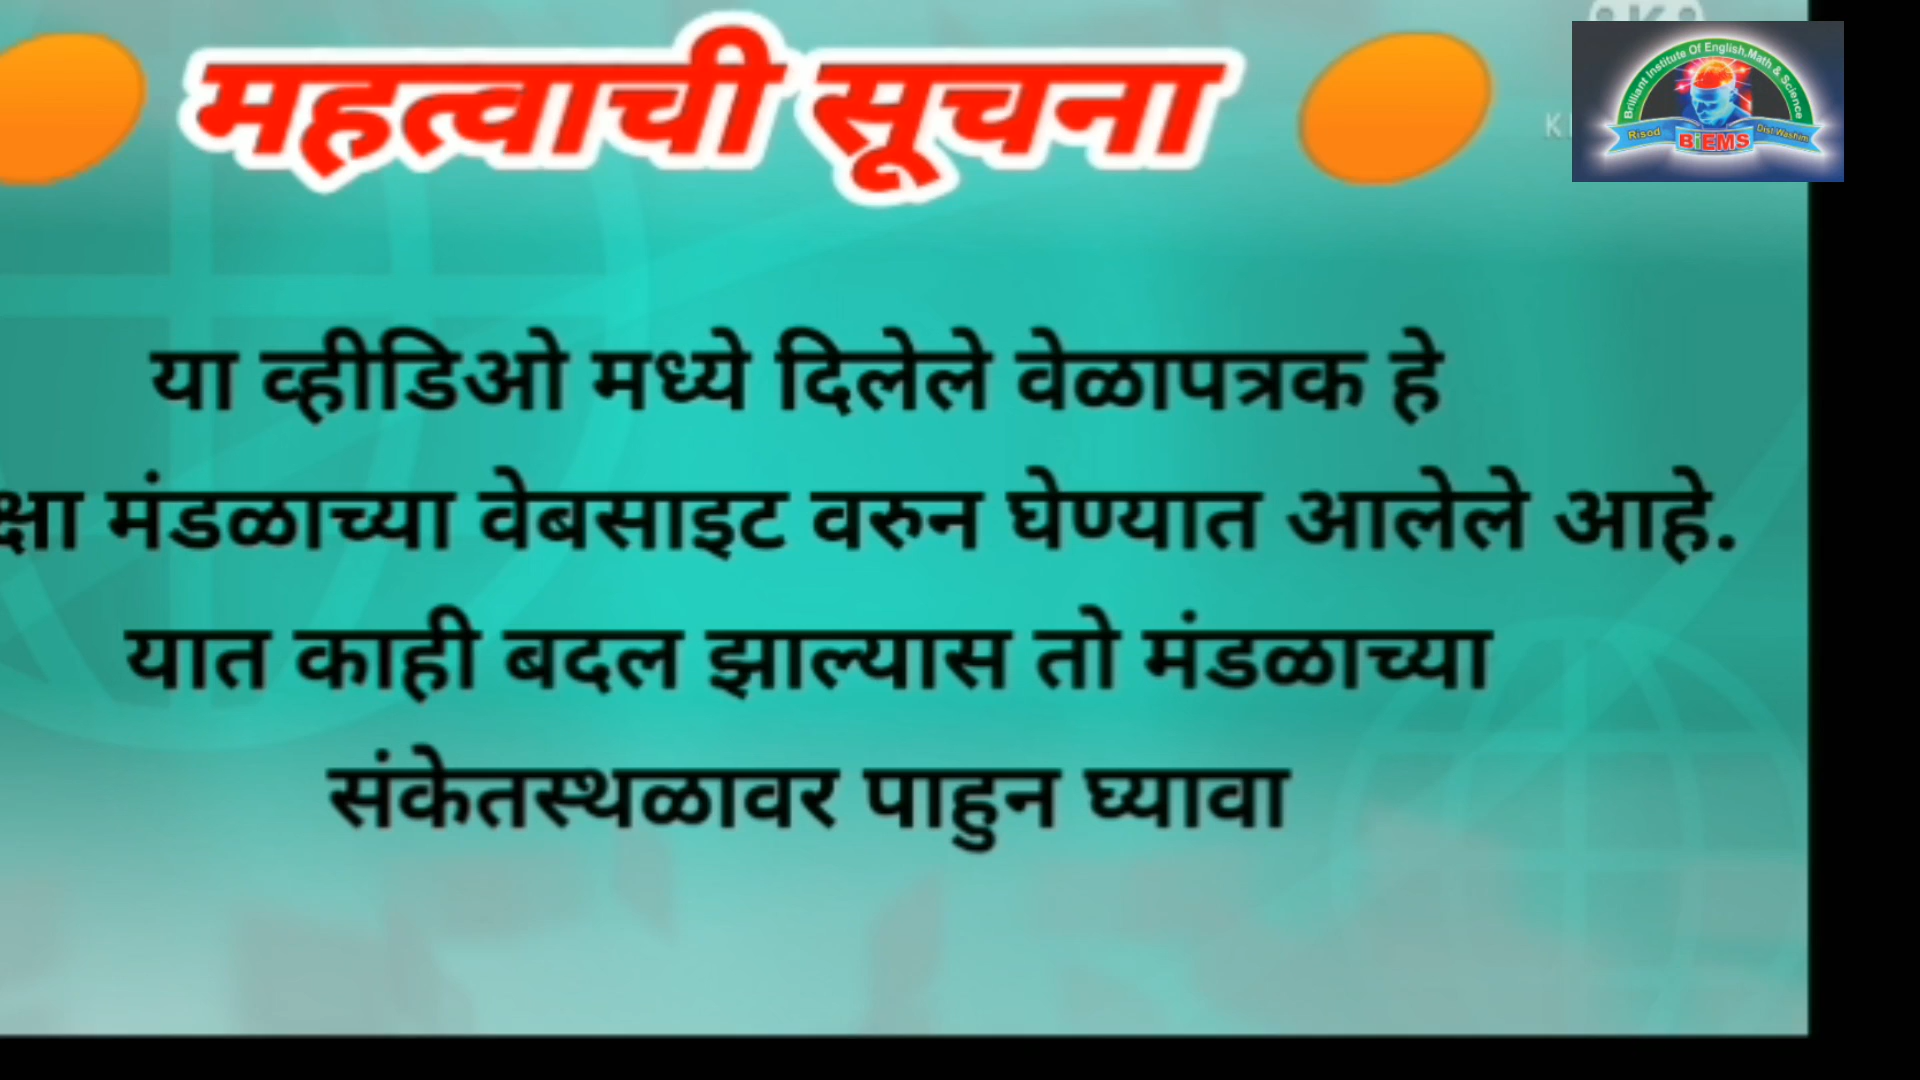 महत्वाची सूचना
Brilliant Institute Of English,Math & Science
Risod
BiEMS
Dist.Washim
या व्हीडिओ मध्ये दिलेले वेळापत्रक हे
मंडळाच्या वेबसाइट वरुन घेण्यात आलेले आहे.
यात काही बदल झाल्यास तो मंडळाच्या
संकेतस्थळावर पाहुन घ्यावा